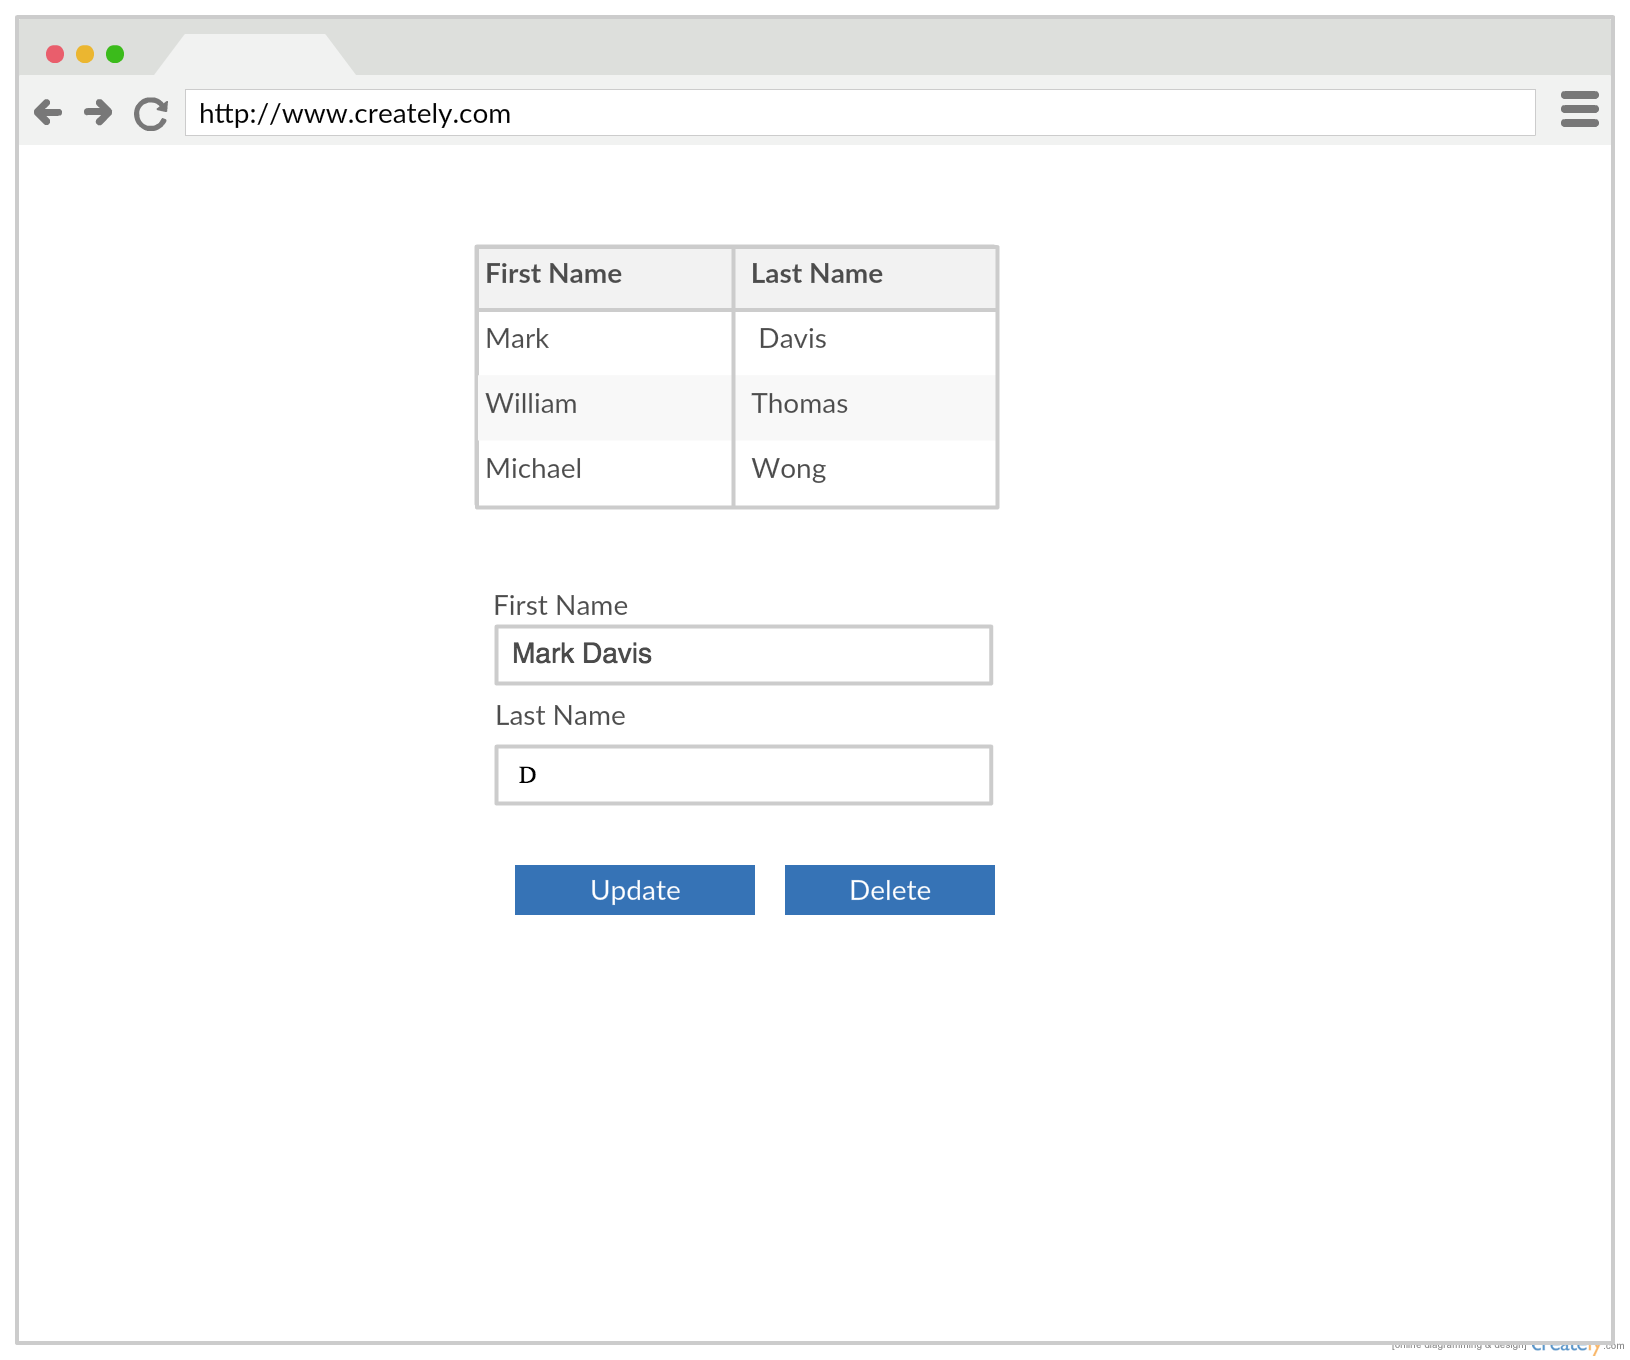 http://www.creately.com
First Name Last Name
Mark Davis
William Thomas
Michael Wong
First Name
Mark Davis
Last Name
D
Update Delete
[online diagramming & design] creately.com